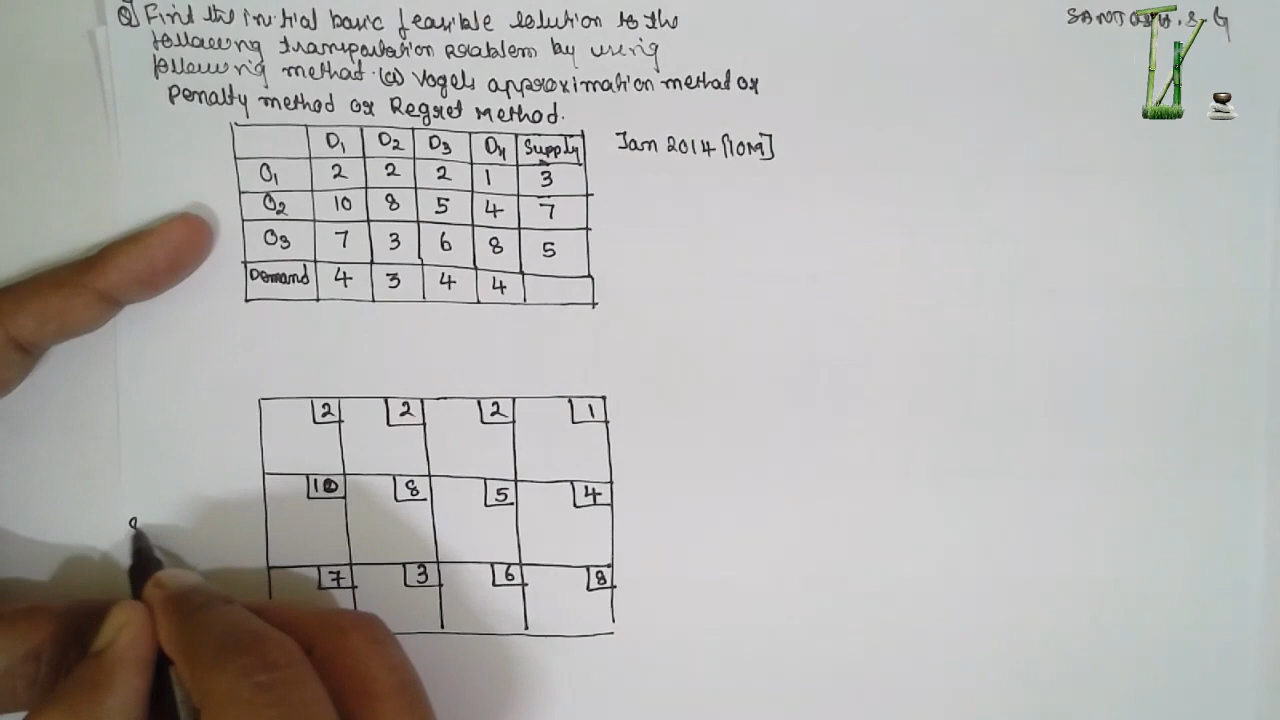 Q) Find the initial basic feasible solution to the
following transportation problem by using
following method. (a) Vogels approximation method or
Penalty method or Regret Method.
D1 D2 D3 D4 Supply
O1 2 2 2 1 3
O2 10 8 5 4 7
O3 7 3 6 8 5
Demand 4 3 4 4
Jan 2014 [10M]
SANTOSH. S. G
2 2 2 1
10 8 5 4
7 3 6 8